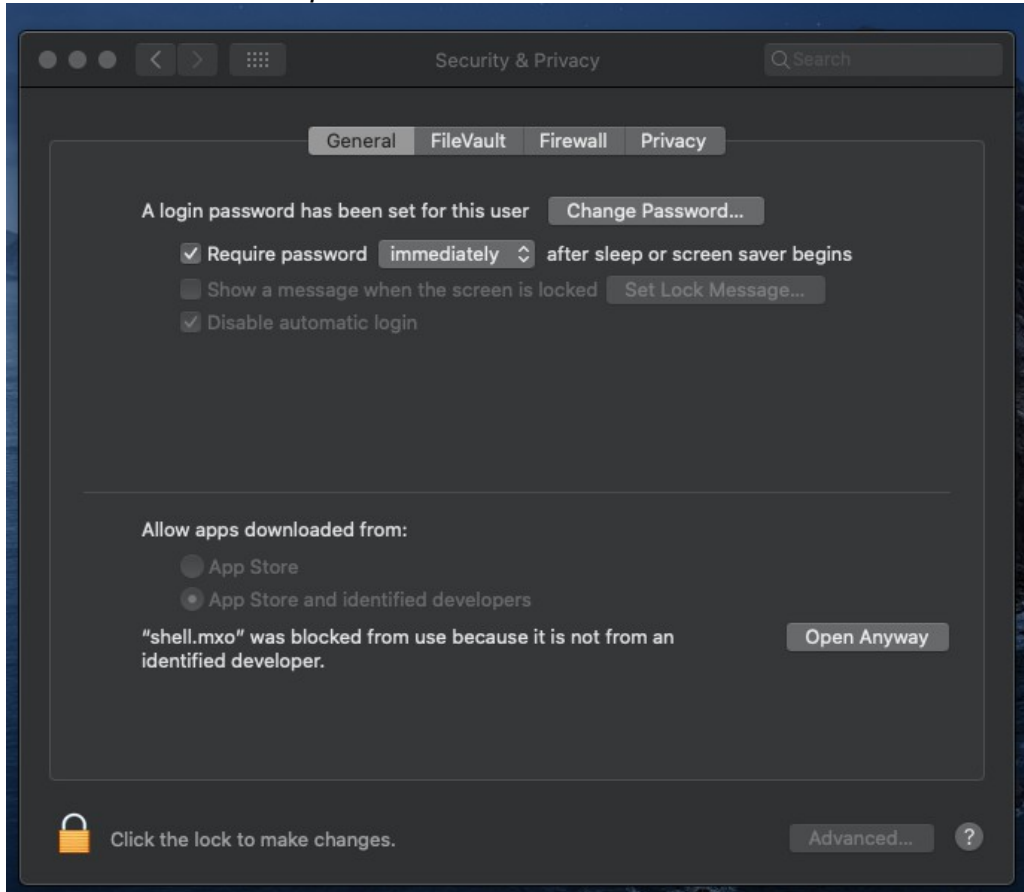 Security & Privacy
Search
General FileVault Firewall Privacy
A login password has been set for this user Change Password...
Require password immediately after sleep or screen saver begins
Show a message when the screen is locked Set Lock Message...
Disable automatic login
Allow apps downloaded from:
App Store
App Store and identified developers
“shell.mxo” was blocked from use because it is not from an Open Anyway
identified developer.
Click the lock to make changes. Advanced... ?